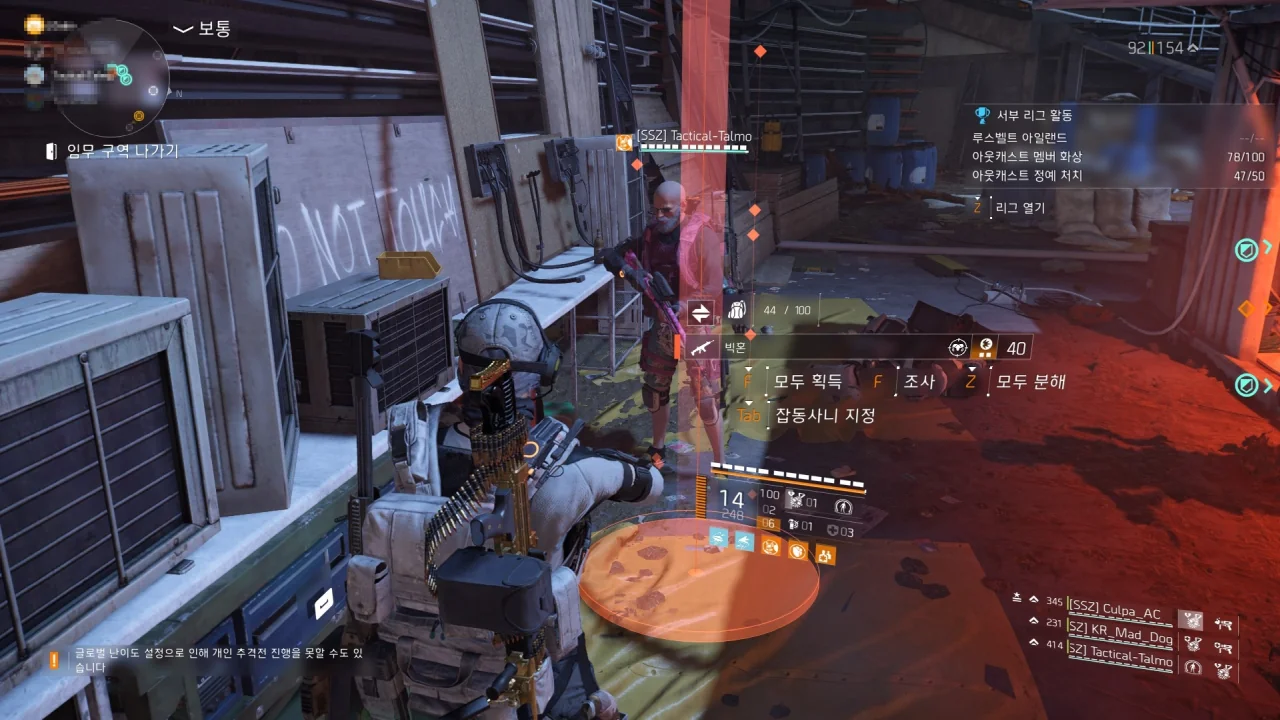 보통
92 154
N
임무 구역 나가기
서부 리그 활동
루스벨트 아일랜드 --/--
아웃캐스트 멤버 화상 78/100
아웃캐스트 정예 처치 47/50
Z 리그 열기
[SSZ] Tactical-Talmo
DO NOT TOUCH
44 / 100
빅혼 40
F 모두 획득 F 조사 Z 모두 분해
Tab 잡동사니 지정
14 100 01
248 02
06 01 03
345 [SSZ] Culpa_AC
231 SZ] KR_Mad_Dog
414 SZ] Tactical-Talmo
글로벌 난이도 설정으로 인해 개인 추격전 진행을 못할 수도 있
습니다